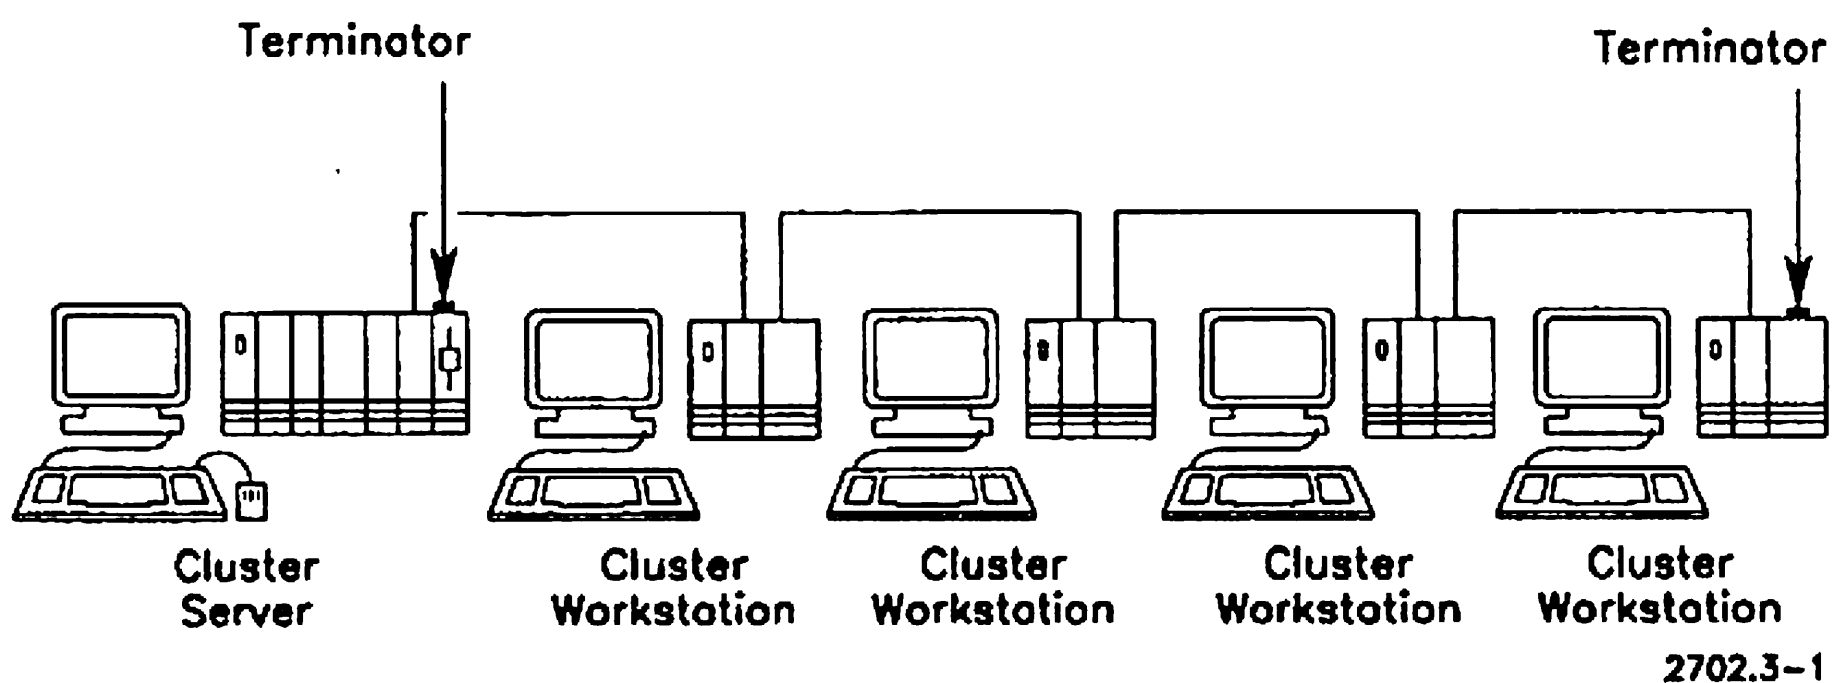 Terminator
Terminator
Cluster
Server
Cluster
Workstation
Cluster
Workstation
Cluster
Workstation
Cluster
Workstation
2702.3-1